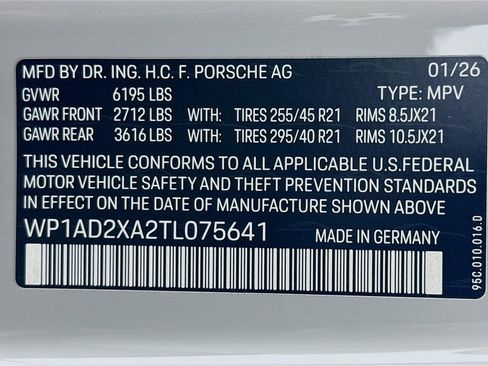 MFD BY DR. ING. H.C. F. PORSCHE AG 01/26
GVWR 6195 LBS TYPE: MPV
GAWR FRONT 2712 LBS WITH: TIRES 255/45 R21 RIMS 8.5JX21
GAWR REAR 3616 LBS WITH: TIRES 295/40 R21 RIMS 10.5JX21
THIS VEHICLE CONFORMS TO ALL APPLICABLE U.S.FEDERAL
MOTOR VEHICLE SAFETY AND THEFT PREVENTION STANDARDS
IN EFFECT ON THE DATE OF MANUFACTURE SHOWN ABOVE
WP1AD2XA2TL075641 MADE IN GERMANY
95C.010.016.D